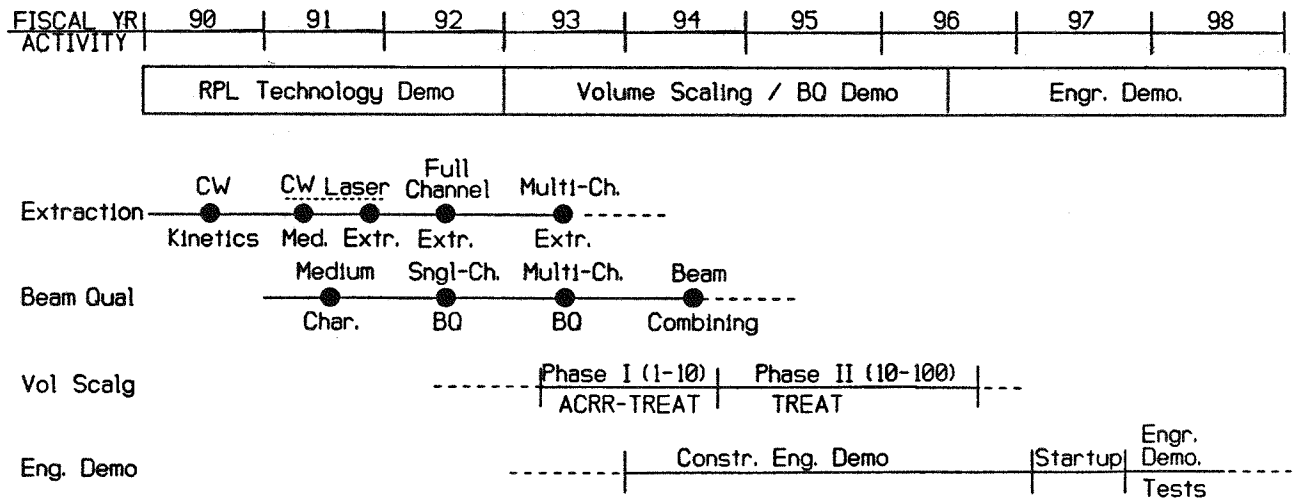 FISCAL YR 90 91 92 93 94 95 96 97 98
ACTIVITY
RPL Technology Demo Volume Scaling / BQ Demo Engr. Demo.
Full
CW CW Laser Channel Multi-Ch.
Extraction
Kinetics Med. Extr. Extr. Extr.
Medium Sngl-Ch. Multi-Ch. Beam
Beam Qual
Char. BQ BQ Combining
Vol Scalg Phase I (1-10) Phase II (10-100)
ACRR-TREAT TREAT
Engr.
Eng. Demo Constr. Eng. Demo Startup Demo.
Tests